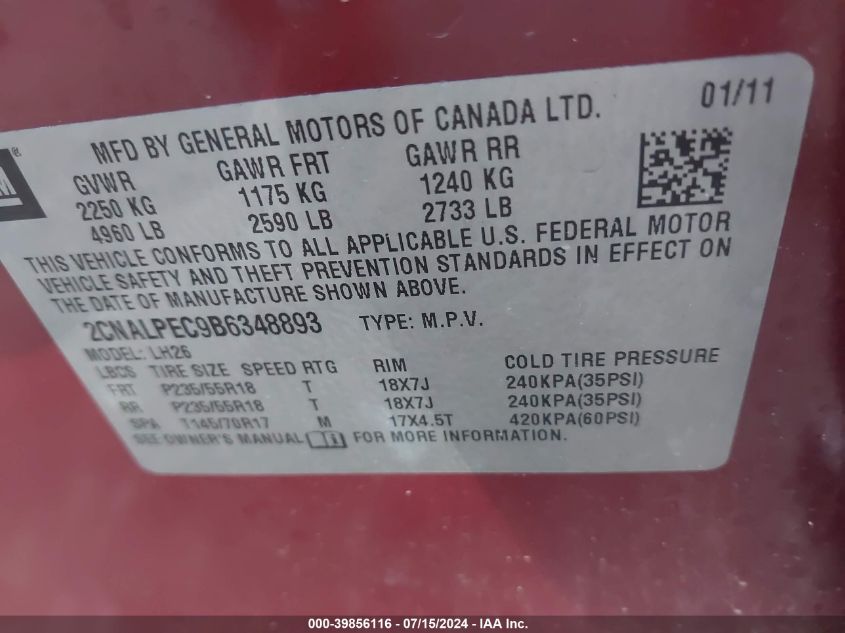 01/11
MFD BY GENERAL MOTORS OF CANADA LTD.
GVWR GAWR FRT GAWR RR
2250 KG 1175 KG 1240 KG
4960 LB 2590 LB 2733 LB
THIS VEHICLE CONFORMS TO ALL APPLICABLE U.S. FEDERAL MOTOR
VEHICLE SAFETY AND THEFT PREVENTION STANDARDS IN EFFECT ON
THE DATE OF MANUFACTURE SHOWN ABOVE.
2CNALPEC9B6348893 TYPE: M.P.V.
MODEL: LH26
LBCS TIRE SIZE SPEED RTG RIM COLD TIRE PRESSURE
FRT P235/55R18 T 18X7J 240KPA(35PSI)
RR P235/55R18 T 18X7J 240KPA(35PSI)
SPA T145/70R17 M 17X4.5T 420KPA(60PSI)
SEE OWNER'S MANUAL FOR MORE INFORMATION.
000-39856116 - 07/15/2024 - IAA Inc.